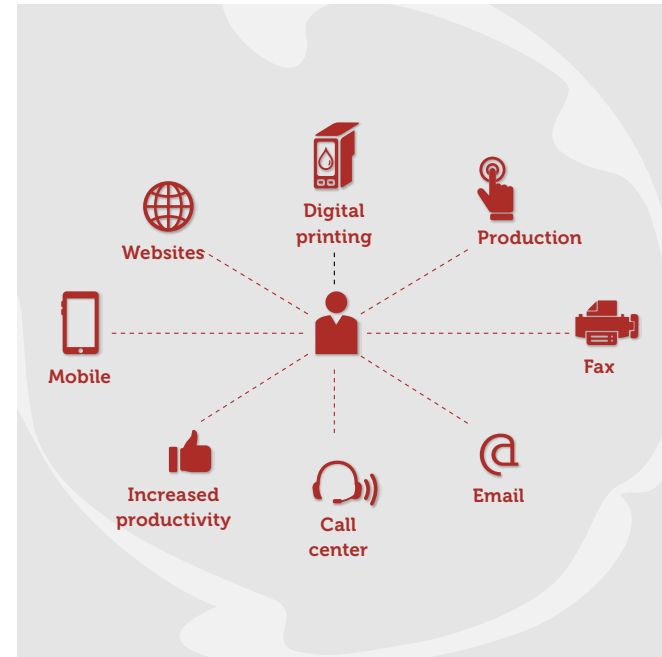 Digital
printing
Production
Websites
Mobile
Fax
Increased
productivity
Call
center
Email